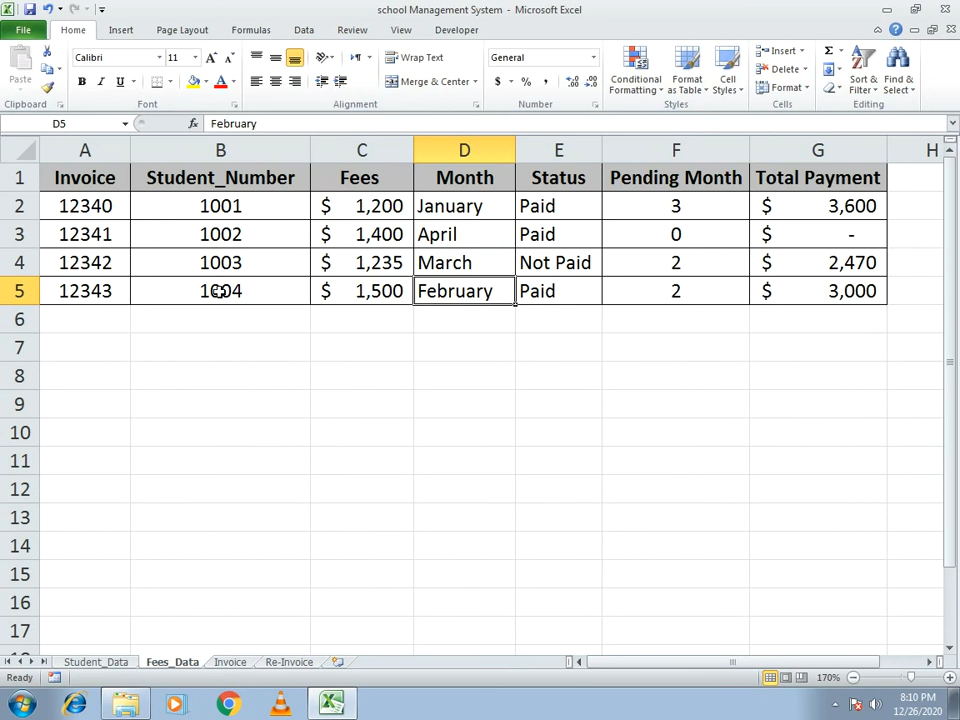 school Management System - Microsoft Excel
File Home Insert Page Layout Formulas Data Review View Developer
Paste
Calibri 11
B I U
Wrap Text
Merge & Center
General
$ % ,
Conditional Formatting
Format as Table
Cell Styles
Insert
Delete
Format
Sort & Filter
Find & Select
Clipboard Font Alignment Number Styles Cells Editing
D5 fx February
A B C D E F G H
1 Invoice Student_Number Fees Month Status Pending Month Total Payment
2 12340 1001 $ 1,200 January Paid 3 $ 3,600
3 12341 1002 $ 1,400 April Paid 0 $ -
4 12342 1003 $ 1,235 March Not Paid 2 $ 2,470
5 12343 1004 $ 1,500 February Paid 2 $ 3,000
6
7
8
9
10
11
12
13
14
15
16
17
Student_Data Fees_Data Invoice Re-Invoice
Ready 170%
8:10 PM
12/26/2020